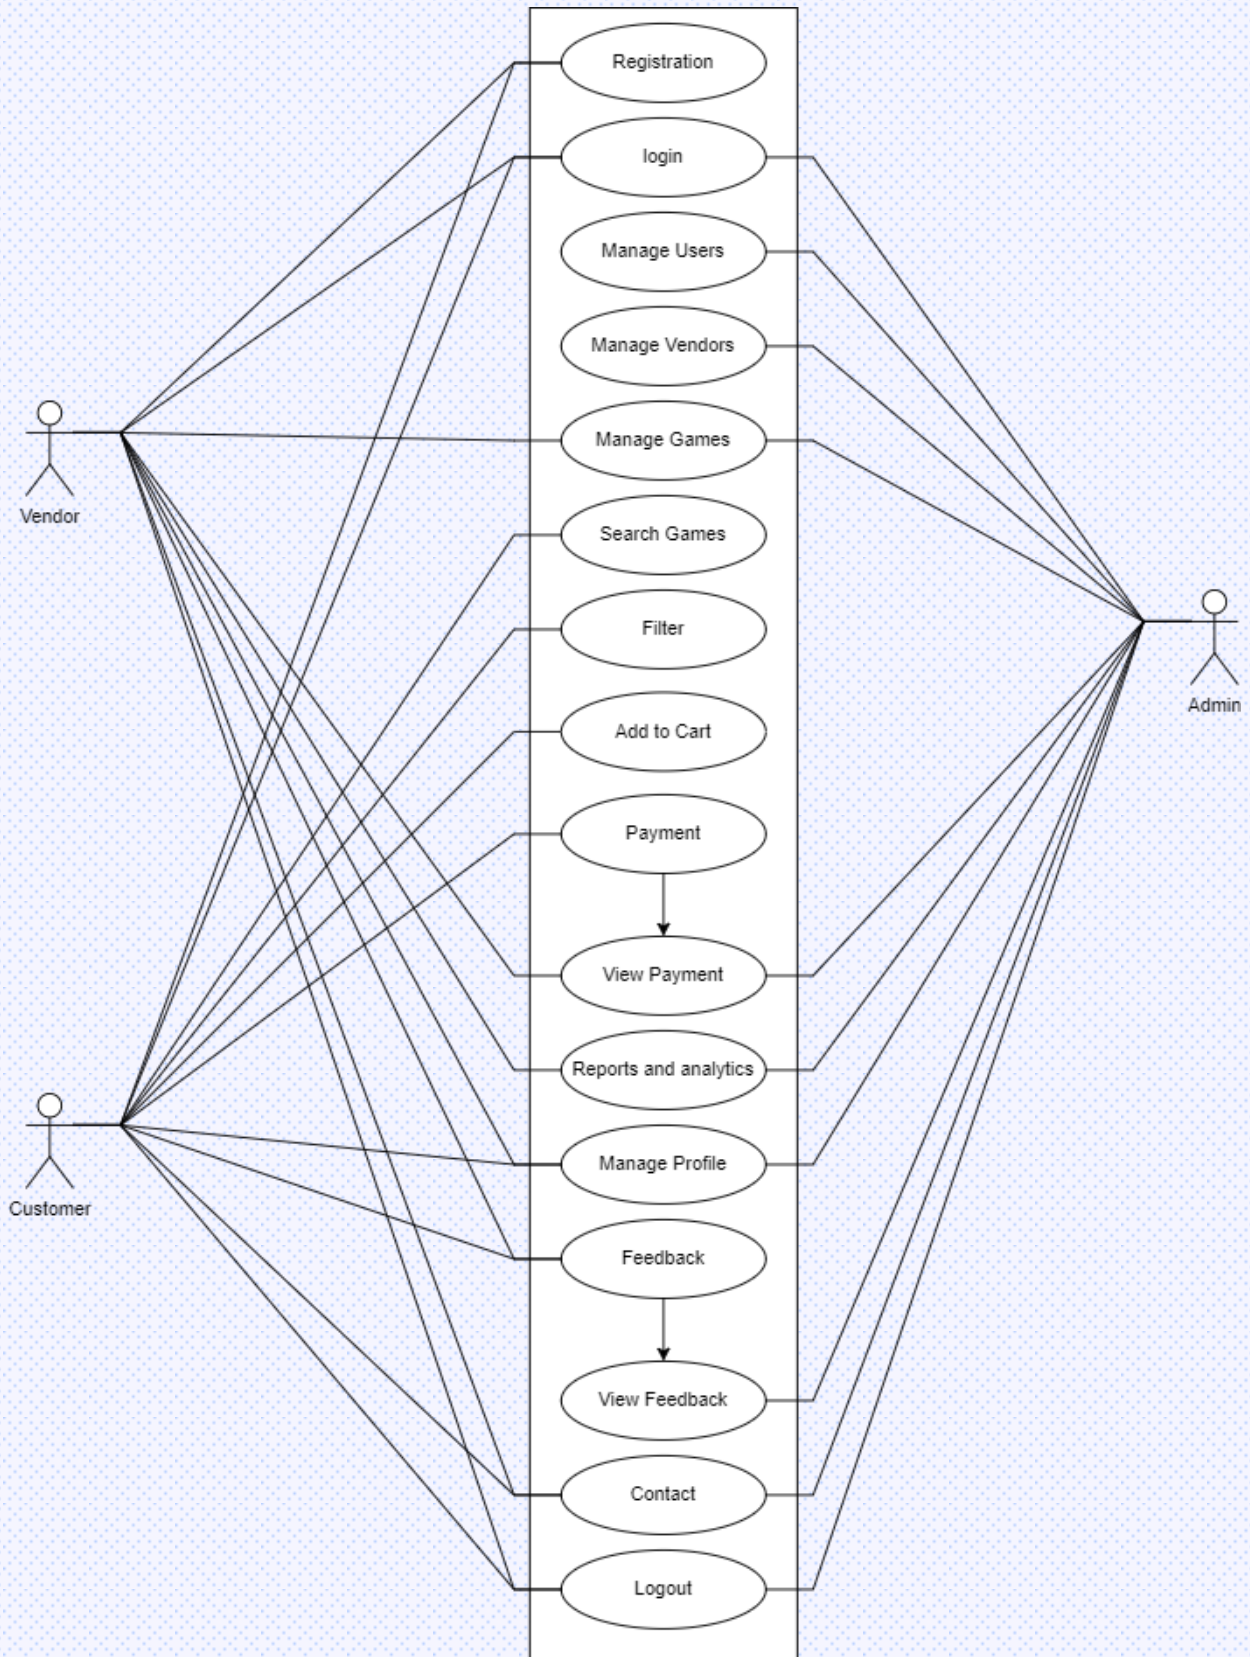 Registration
login
Manage Users
Manage Vendors
Manage Games
Vendor
Search Games
Filter
Admin
Add to Cart
Payment
View Payment
Reports and analytics
Manage Profile
Customer
Feedback
View Feedback
Contact
Logout